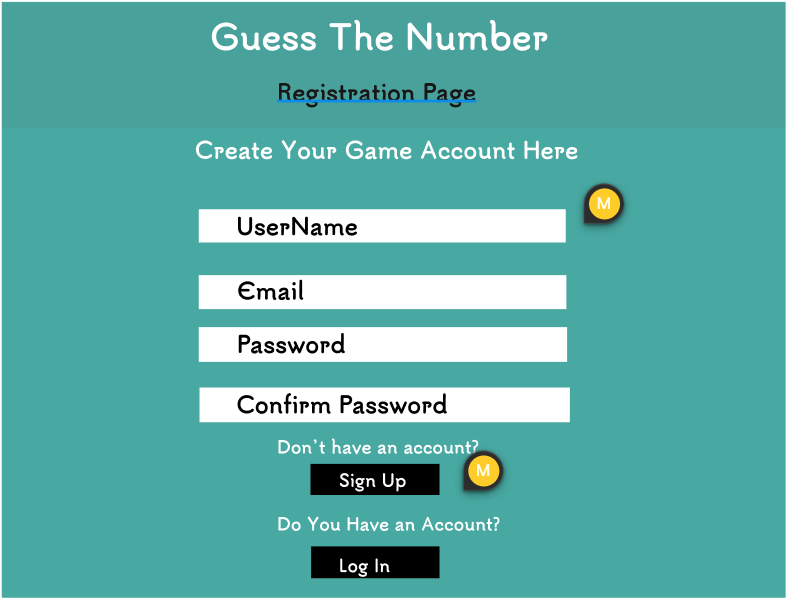 Guess The Number
Registration Page
Create Your Game Account Here
M
UserName
Email
Password
Confirm Password
Don't have an account?
M
Sign Up
Do You Have an Account?
Log In